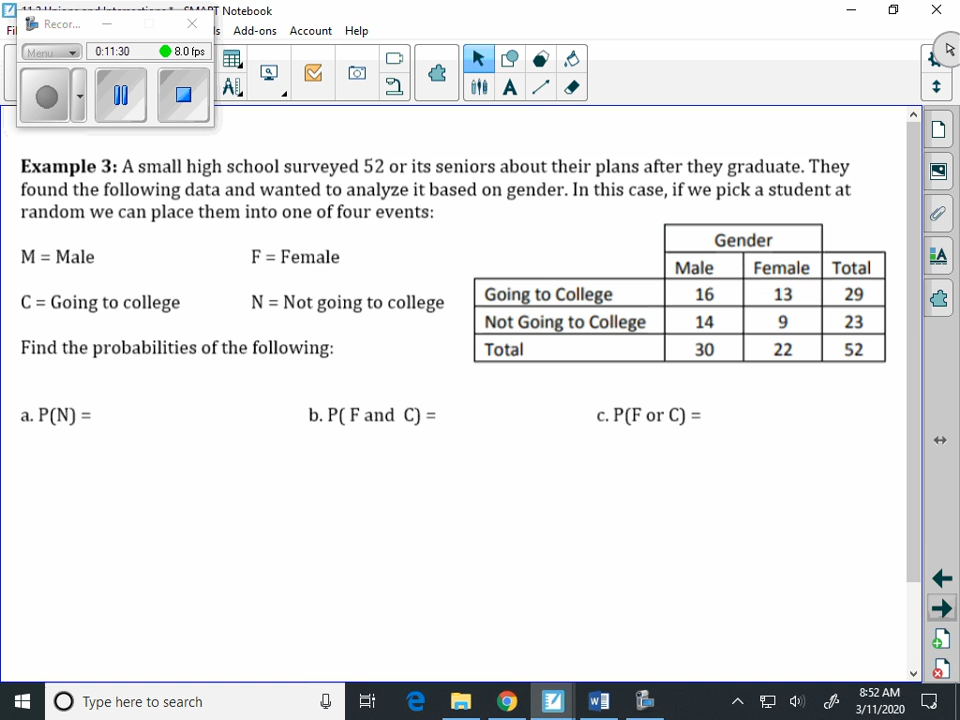 SMART Notebook
Recor...
Add-ons Account Help
Menu
0:11:30
8.0 fps
Example 3: A small high school surveyed 52 or its seniors about their plans after they graduate. They
found the following data and wanted to analyze it based on gender. In this case, if we pick a student at
random we can place them into one of four events:
M = Male F = Female
C = Going to college N = Not going to college
Find the probabilities of the following:
Gender
Male Female Total
Going to College 16 13 29
Not Going to College 14 9 23
Total 30 22 52
a. P(N) = b. P( F and C) = c. P(F or C) =
Type here to search
8:52 AM
3/11/2020